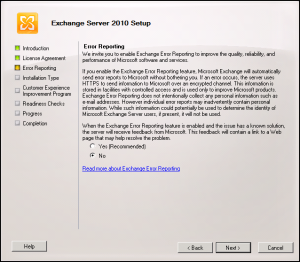 Exchange Server 2010 Setup
Introduction
License Agreement
Error Reporting
Installation Type
Customer Experience
Improvement Program
Readiness Checks
Progress
Completion
Error Reporting
We invite you to enable Exchange Error Reporting to improve the quality, reliability, and
performance of Microsoft software and services.
If you enable the Exchange Error Reporting feature, Microsoft Exchange will automatically
send error reports to Microsoft without bothering you. If an error occurs, the server uses
HTTPS to send information to Microsoft over an encrypted channel. This information is
stored in facilities with controlled access and is used only to improve Microsoft products.
Exchange Error Reporting does not intentionally collect any personal information such as
e-mail addresses. However individual error reports may inadvertently contain personal
information. While such information could potentially be used to determine the identity of
Microsoft Exchange Server users, if present, it will not be used.
When the Exchange Error Reporting feature is enabled and the issue has a known solution,
the server will receive feedback from Microsoft. This feedback will contain a link to a Web
page that may help resolve the problem.
Yes (Recommended)
No
Read more about Exchange Error Reporting
Help
< Back
Next >
Cancel